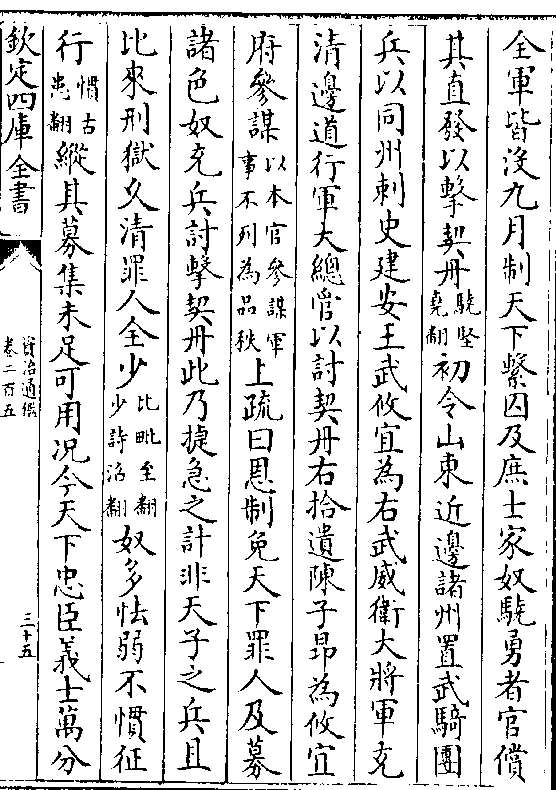 全軍皆没九月制天下繫囚及庶士家奴驍勇者官償
其直發以擊契丹驍堅堯翻初令山東近邊諸州置武騎團
兵以同州刺史建安王武攸宜為右武威衛大將軍充
清邊道行軍大總管以討契丹右拾遺陳子昂為攸宜
府參謀以本官參謀軍事不列為品秩上疏曰恩制免天下罪人及募
諸色奴充兵討擊契丹此乃捷急之計非天子之兵且
比來刑獄久清罪人全少比毗至翻少詩沼翻奴多怯弱不慣征
行慣古患翻縱其募集未足可用况今天下忠臣義士萬分
欽定四庫全書
資治通鑑
卷二百五
三十五